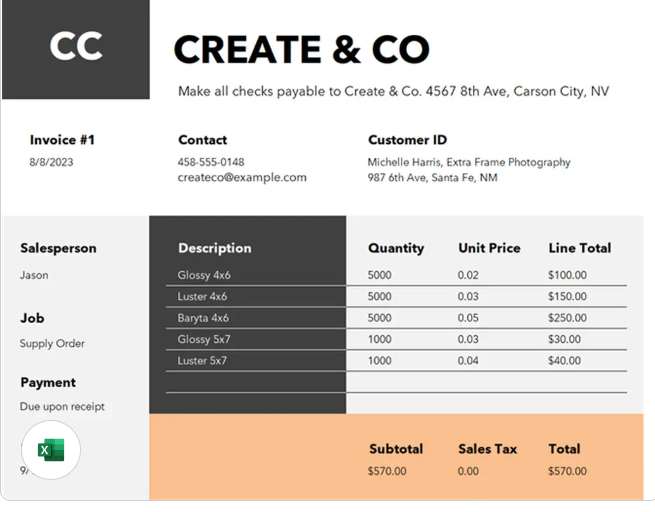 CC
CREATE & CO
Make all checks payable to Create & Co. 4567 8th Ave, Carson City, NV
Invoice #1 Contact Customer ID
8/8/2023 458-555-0148 Michelle Harris, Extra Frame Photography
createco@example.com 987 6th Ave, Santa Fe, NM
Salesperson Description Quantity Unit Price Line Total
Jason Glossy 4x6 5000 0.02 $100.00
Luster 4x6 5000 0.03 $150.00
Job Baryta 4x6 5000 0.05 $250.00
Supply Order Glossy 5x7 1000 0.03 $30.00
Luster 5x7 1000 0.04 $40.00
Payment
Due upon receipt
X Subtotal Sales Tax Total
9/ $570.00 0.00 $570.00